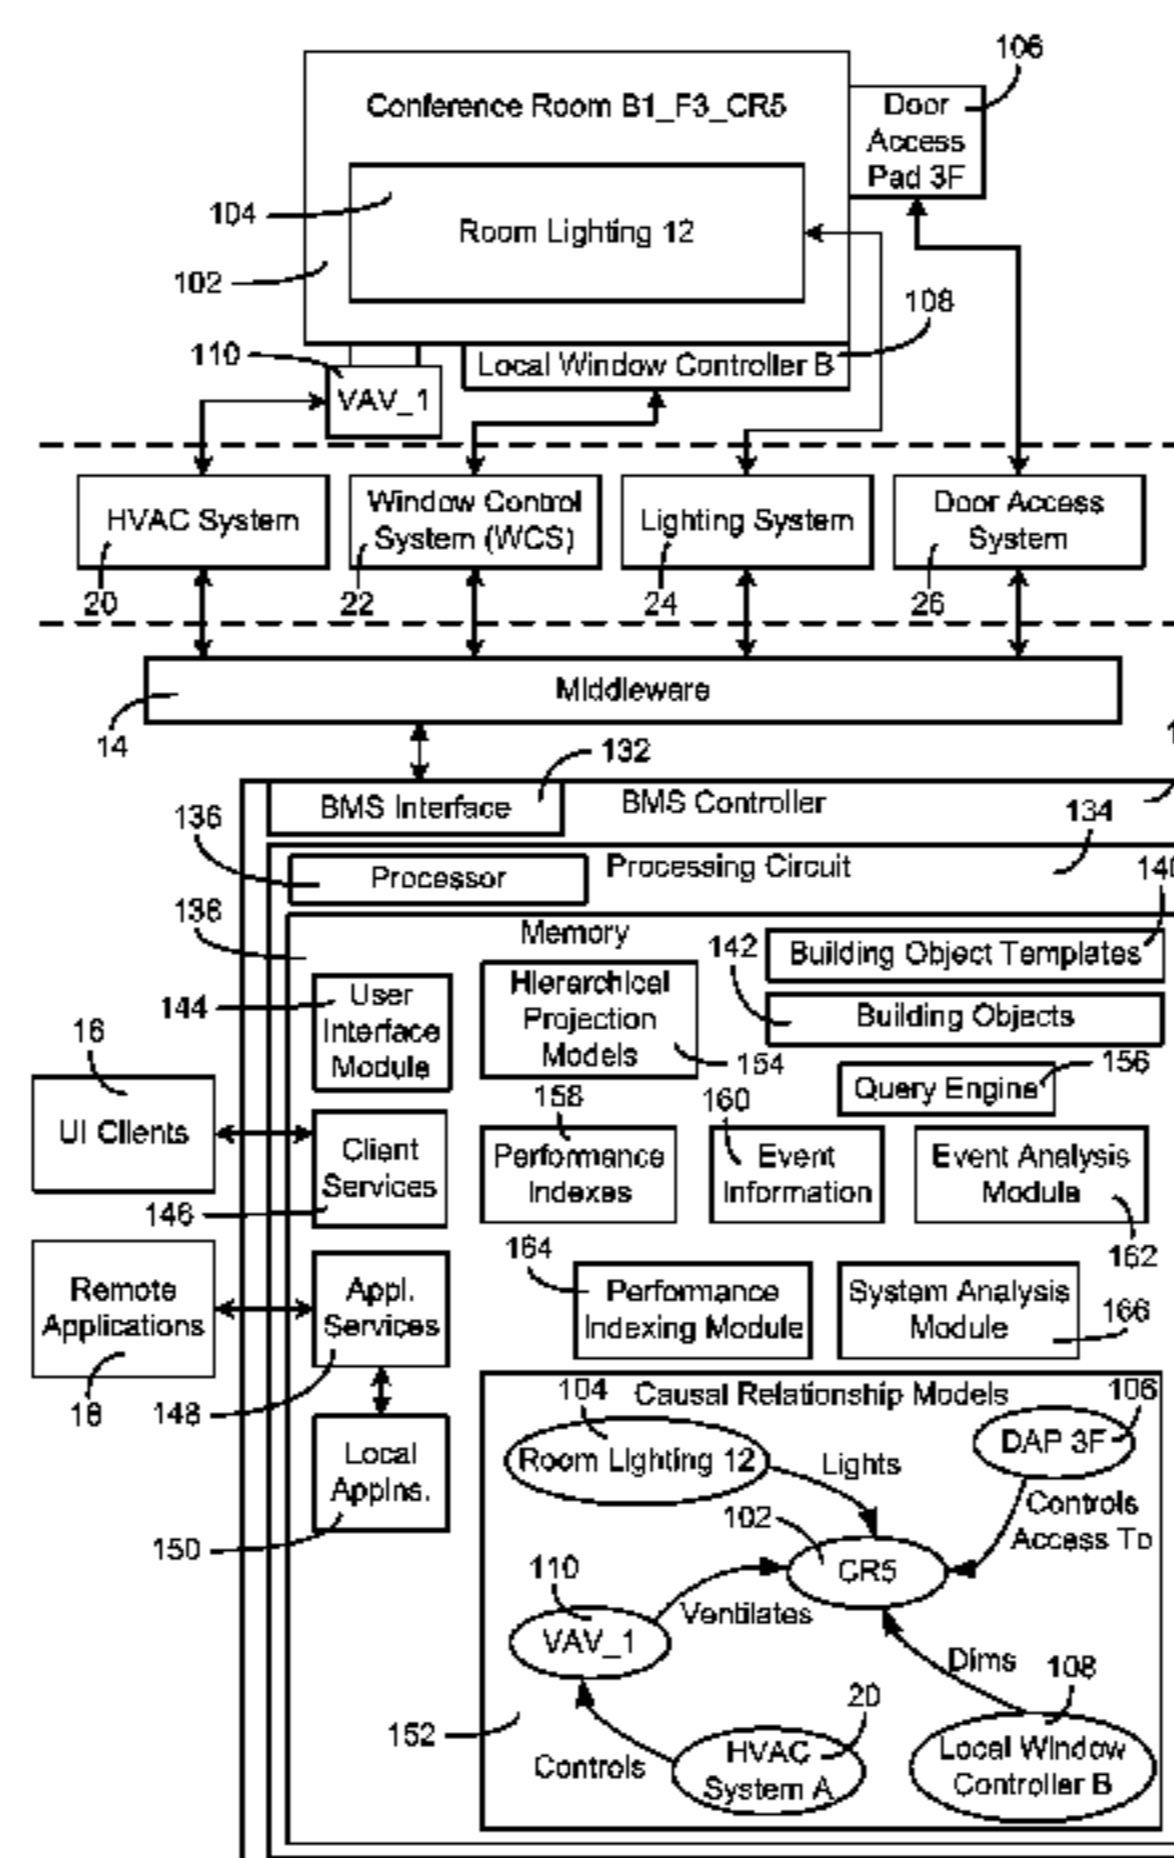 106
Conference Room B1_F3_CR5
Door
Access
Pad 3F
104
Room Lighting 12
102
108
110
Local Window Controller B
VAV_1
HVAC System
Window Control
System (WCS)
Lighting System
Door Access
System
20
22
24
26
Middleware
14
132
BMS Interface
BMS Controller
134
136
Processing Circuit
Processor
140
138
Memory
142
Building Object Templates
144
User
Interface
Module
Hierarchical
Projection
Models
Building Objects
154
156
Query Engine
16
158
160
UI Clients
Client
Services
Performance
Indexes
Event
Information
Event Analysis
Module
146
162
164
Remote
Applications
Appl.
Services
Performance
Indexing Module
System Analysis
Module
166
18
148
104
Causal Relationship Models
106
Room Lighting 12
Lights
DAP 3F
Local
Applns.
Controls
Access To
102
150
CR5
110
Ventilates
VAV_1
Dims
108
20
152
Controls
HVAC
System A
Local Window
Controller B